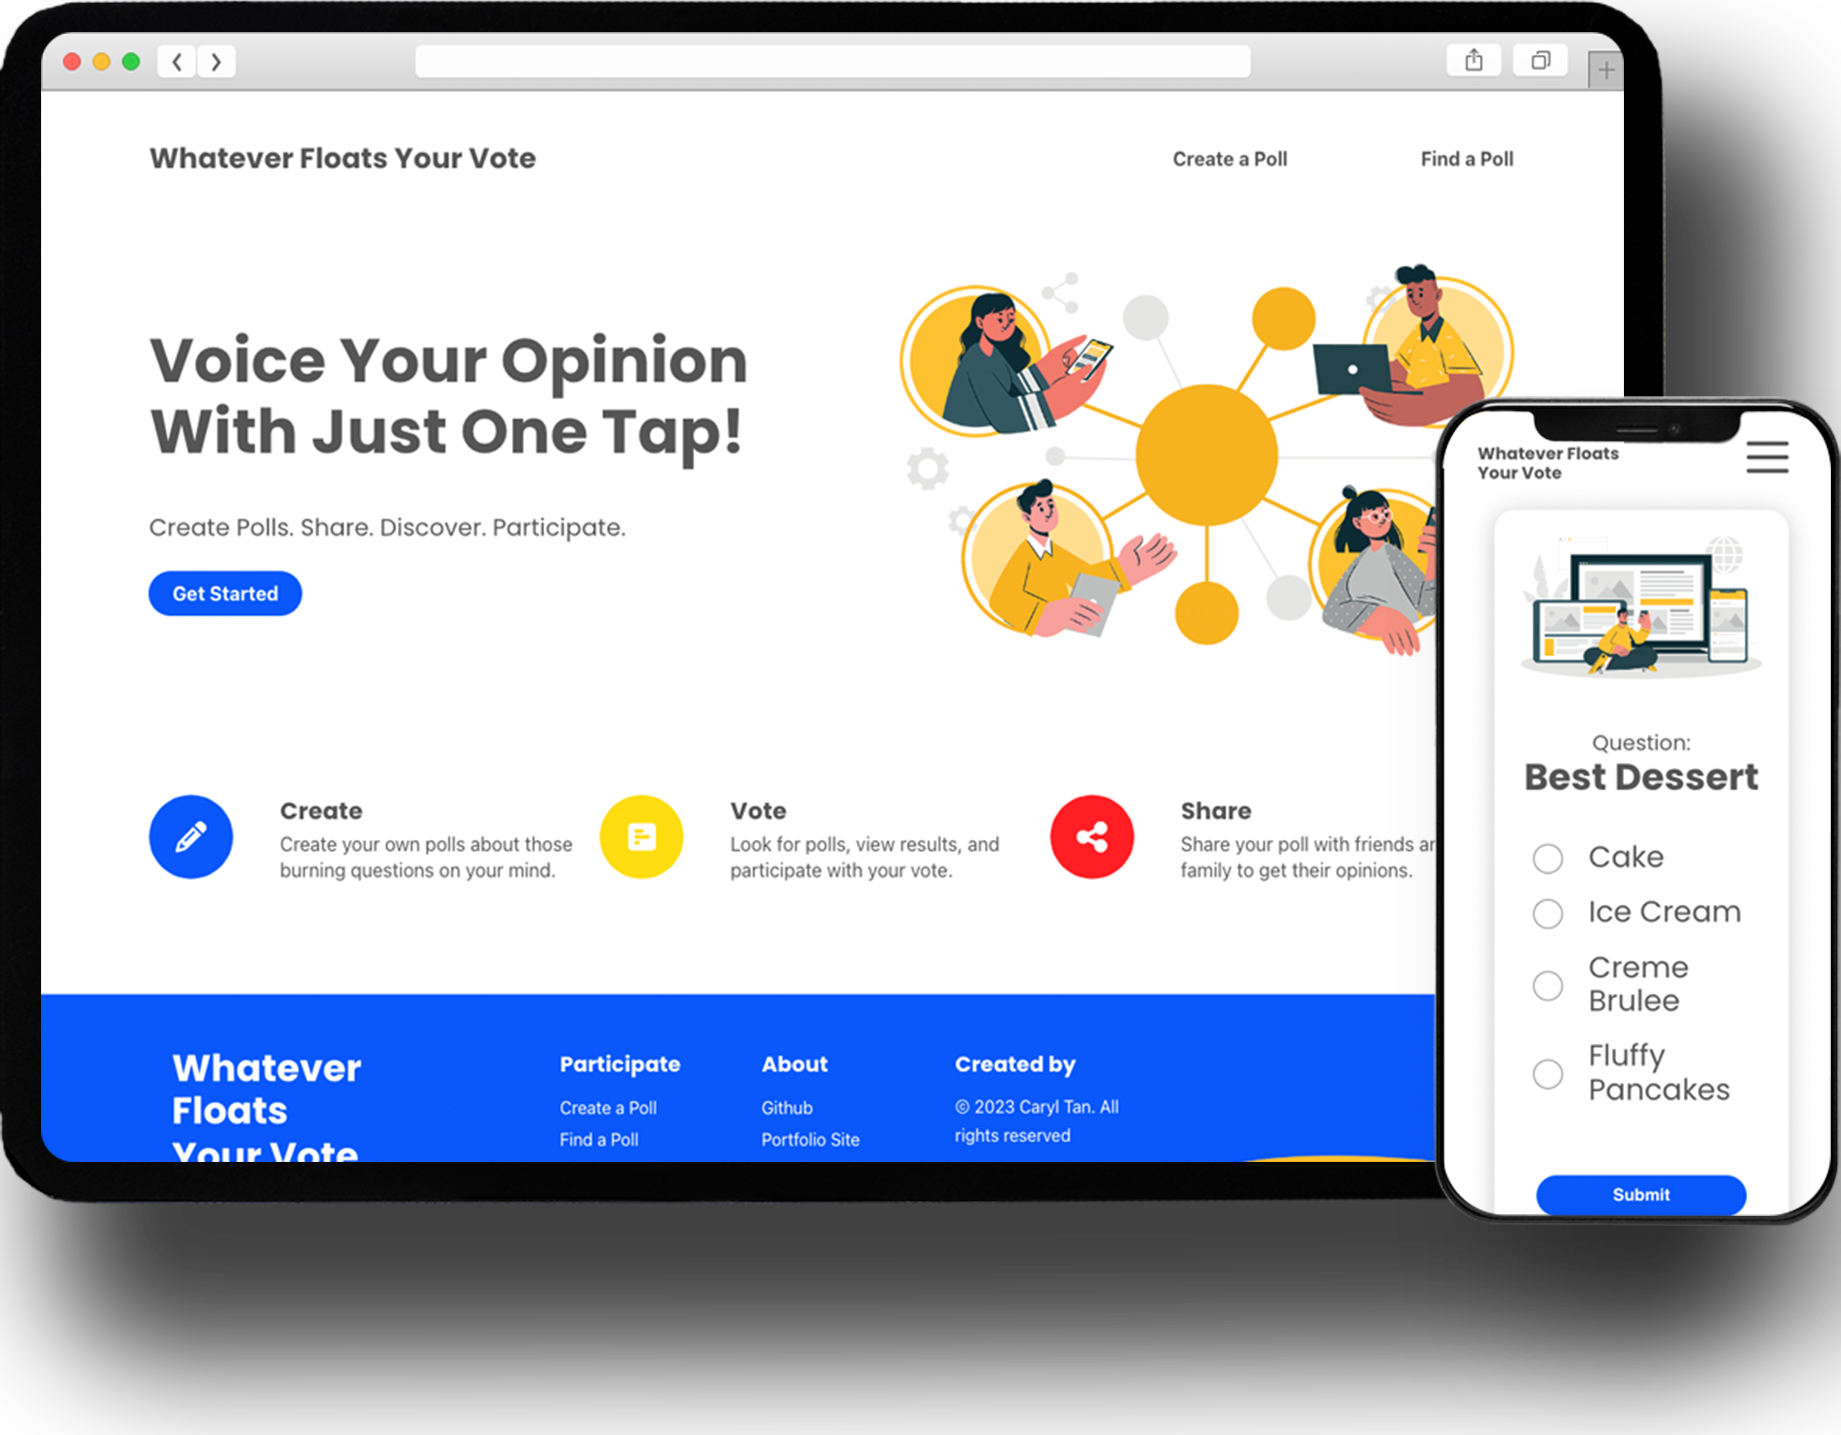 Whatever Floats Your Vote
Create a Poll
Find a Poll
Voice Your Opinion
With Just One Tap!
Create Polls. Share. Discover. Participate.
Get Started
Create
Create your own polls about those
burning questions on your mind.
Vote
Look for polls, view results, and
participate with your vote.
Share
Share your poll with friends
family to get their opinions.
Whatever
Floats
Your Vote
Participate
Create a Poll
Find a Poll
About
Github
Portfolio Site
Created by
© 2023 Caryl Tan. All
rights reserved
Whatever Floats
Your Vote
Question:
Best Dessert
Cake
Ice Cream
Creme
Brulee
Fluffy
Pancakes
Submit